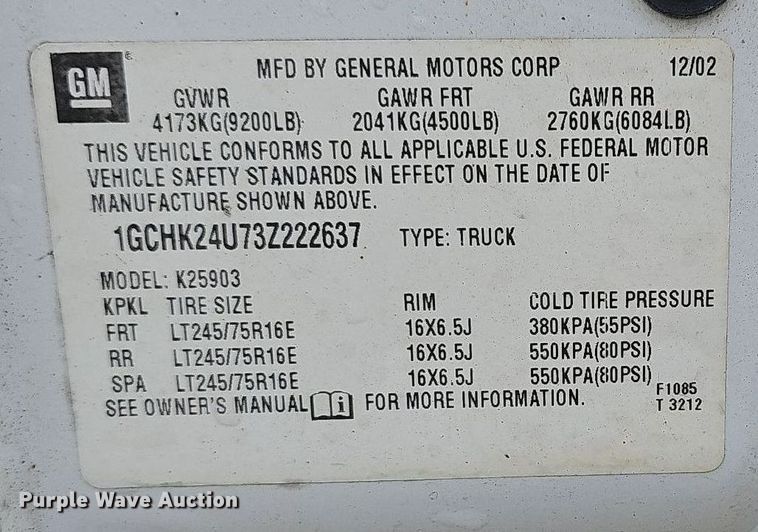 GM ® MFD BY GENERAL MOTORS CORP 12/02
GVWR GAWR FRT GAWR RR
4173KG(9200LB) 2041KG(4500LB) 2760KG(6084LB)
THIS VEHICLE CONFORMS TO ALL APPLICABLE U.S. FEDERAL MOTOR
VEHICLE SAFETY STANDARDS IN EFFECT ON THE DATE OF
MANUFACTURE SHOWN ABOVE.
1GCHK24U73Z222637 TYPE: TRUCK
MODEL: K25903
KPKL TIRE SIZE RIM COLD TIRE PRESSURE
FRT LT245/75R16E 16X6.5J 380KPA(55PSI)
RR LT245/75R16E 16X6.5J 550KPA(80PSI)
SPA LT245/75R16E 16X6.5J 550KPA(80PSI)
SEE OWNER'S MANUAL i FOR MORE INFORMATION.
F1085
T 3212
Purple Wave Auction